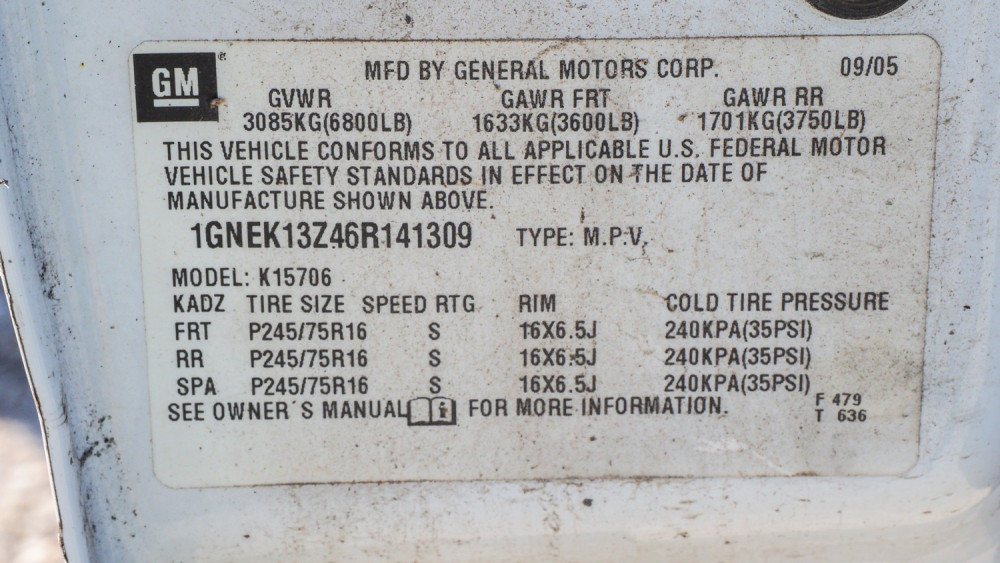 GM®
MFD BY GENERAL MOTORS CORP. 09/05
GVWR GAWR FRT GAWR RR
3085KG(6800LB) 1633KG(3600LB) 1701KG(3750LB)
THIS VEHICLE CONFORMS TO ALL APPLICABLE U.S. FEDERAL MOTOR
VEHICLE SAFETY STANDARDS IN EFFECT ON THE DATE OF
MANUFACTURE SHOWN ABOVE.
1GNEK13Z46R141309 TYPE: M.P.V.
MODEL: K15706
KADZ TIRE SIZE SPEED RTG RIM COLD TIRE PRESSURE
FRT P245/75R16 S 16X6.5J 240KPA(35PSI)
RR P245/75R16 S 16X6.5J 240KPA(35PSI)
SPA P245/75R16 S 16X6.5J 240KPA(35PSI)
SEE OWNER´S MANUAL FOR MORE INFORMATION.
F 479
T 636